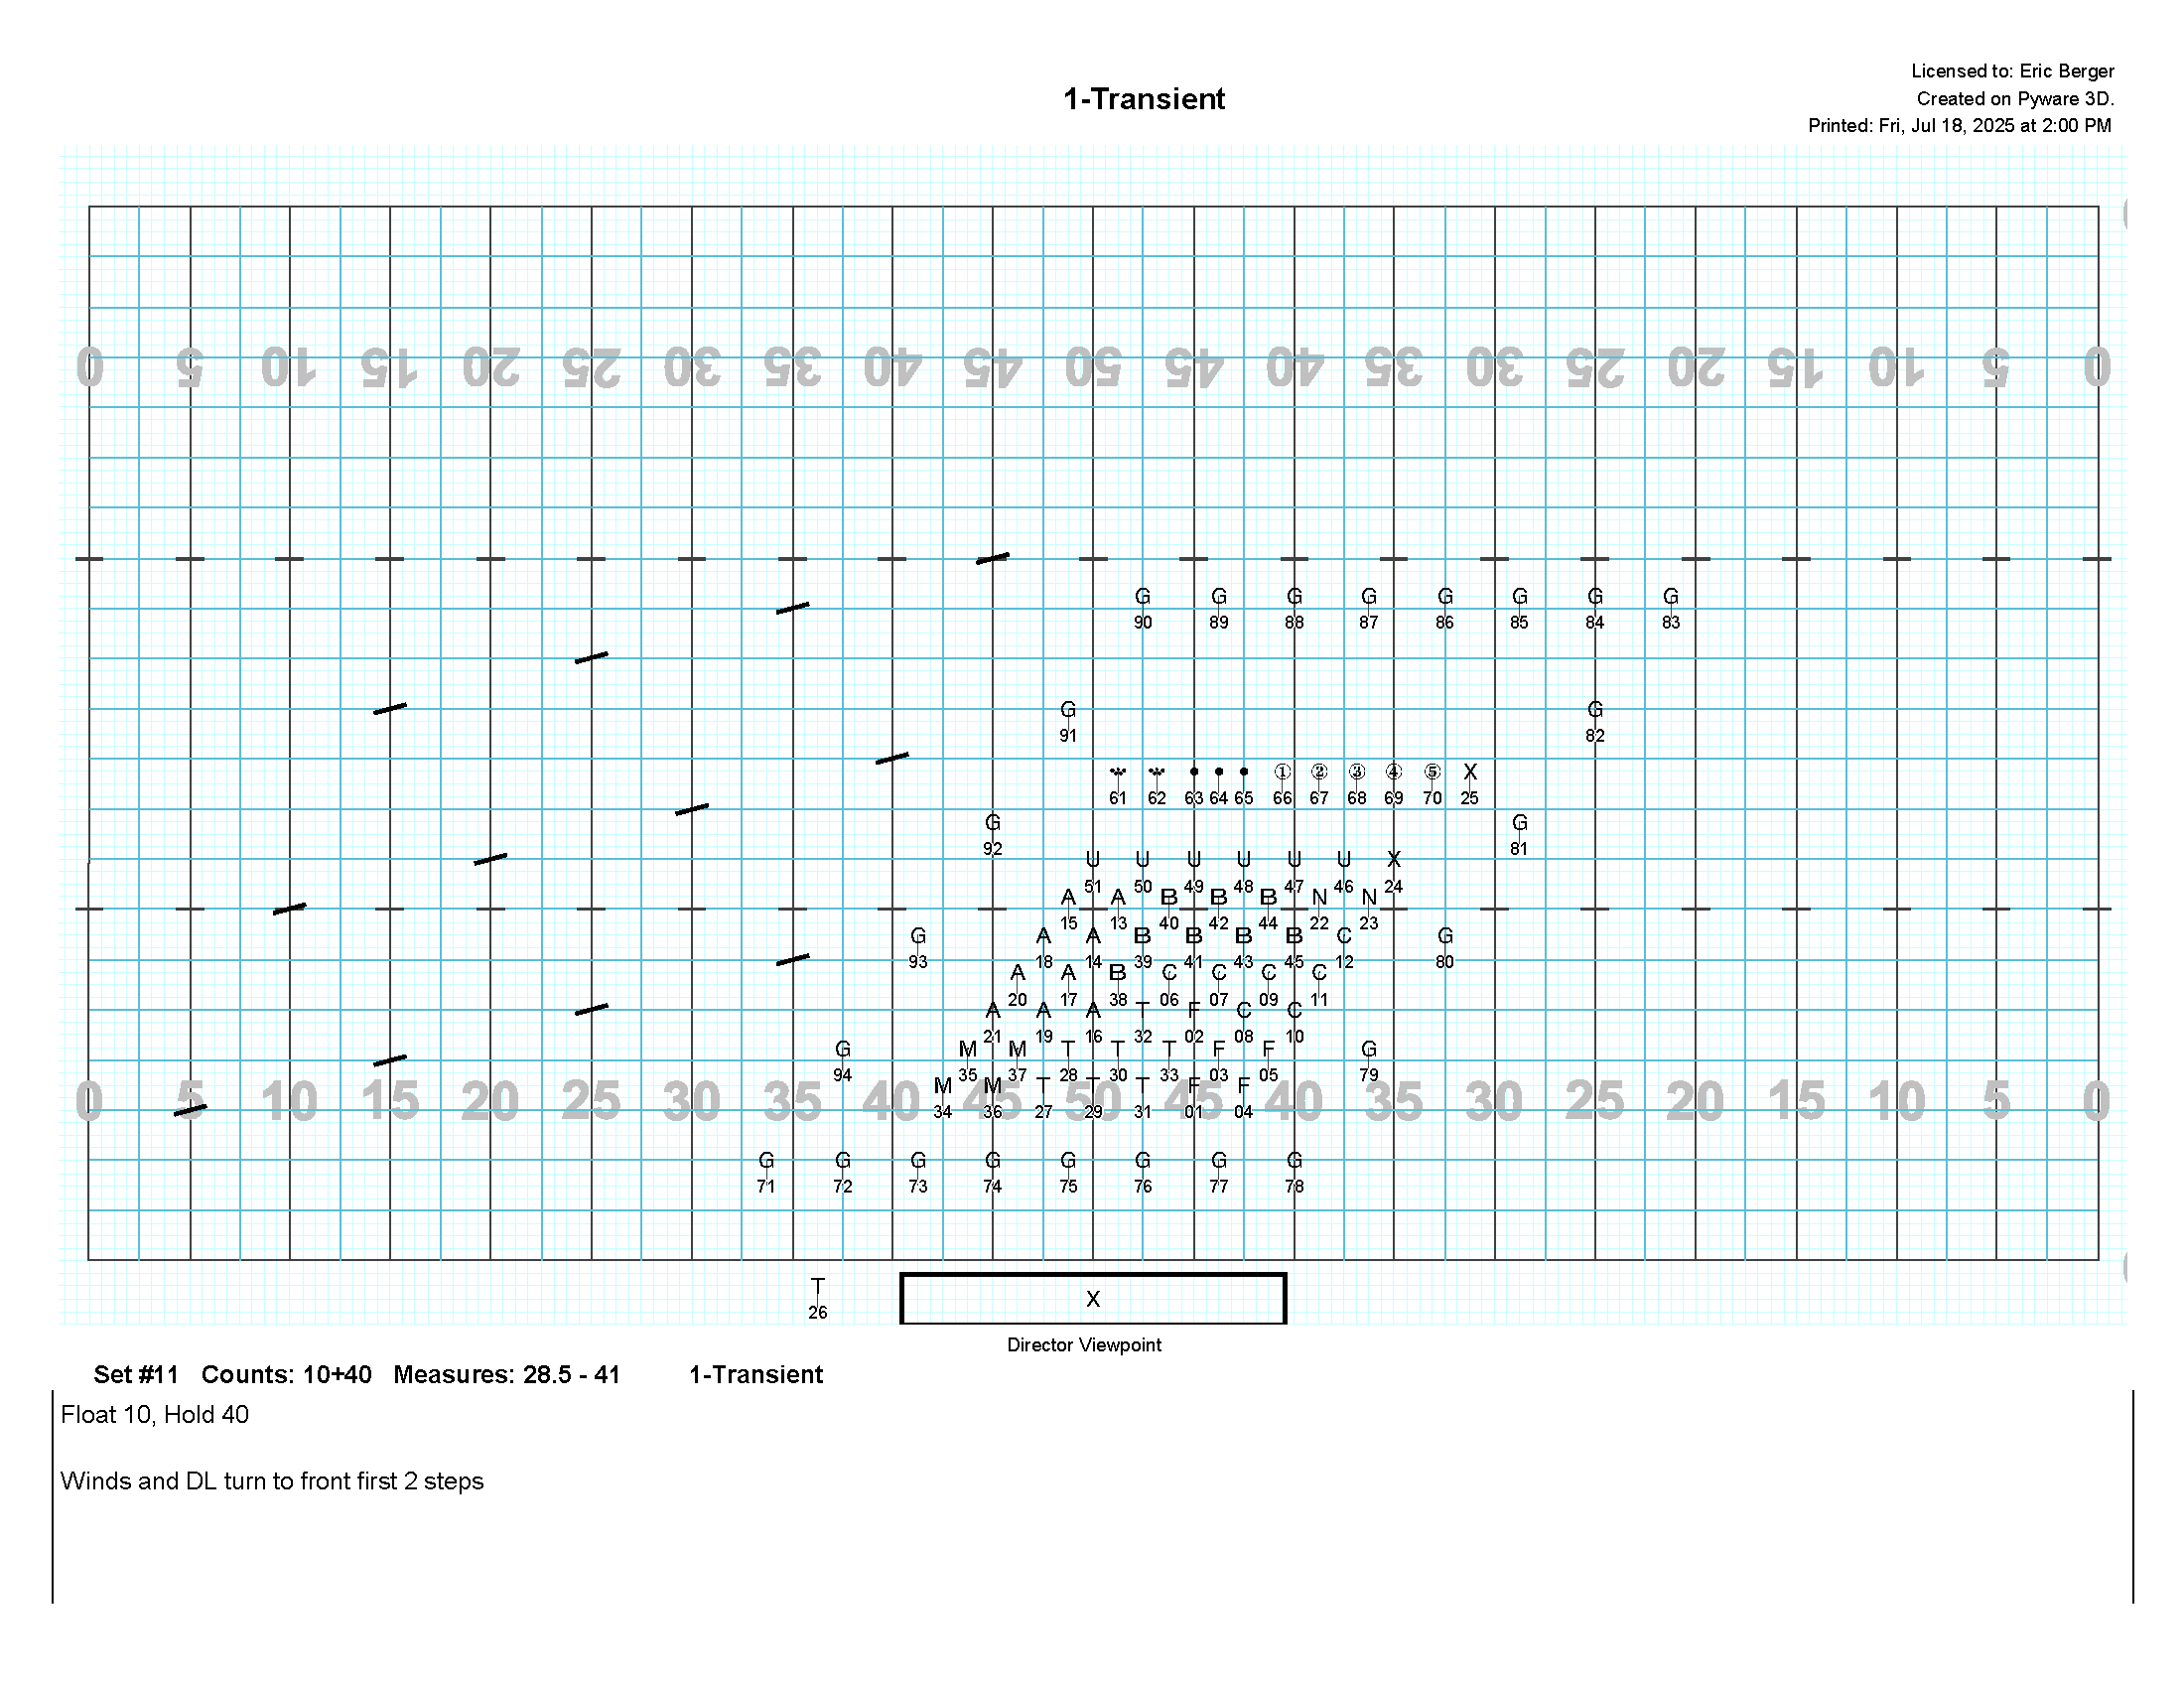 Licensed to: Eric Berger
1-Transient
Created on Pyware 3D.
Printed: Fri, Jul 18, 2025 at 2:00 PM
0 5 10 15 20 25 30 35 40 45 50 45 40 35 30 25 20 15 10 5 0
G G G G G G G G
90 89 88 87 86 85 84 83
G G
91 82
① ② ③ ④ ⑤ X
61 62 63 64 65 66 67 68 69 70 25
G G
92 81
U U U U U U X
51 50 49 48 47 46 24
A A B B B N N
15 13 40 42 44 22 23
G A A B B B B C G
93 18 14 39 41 43 45 12 80
A A B C C C C
20 17 38 06 07 09 11
A A A T F C C
21 19 16 32 02 08 10
G M M T T T F F G
94 35 37 28 30 33 03 05 79
M M T T T F F
0 5 10 15 20 25 30 35 40 45 50 45 40 35 30 25 20 15 10 5 0
34 36 27 29 31 01 04
G G G G G G G G
71 72 73 74 75 76 77 78
T X
26
Director Viewpoint
Set #11 Counts: 10+40 Measures: 28.5 - 41 1-Transient
Float 10, Hold 40
Winds and DL turn to front first 2 steps